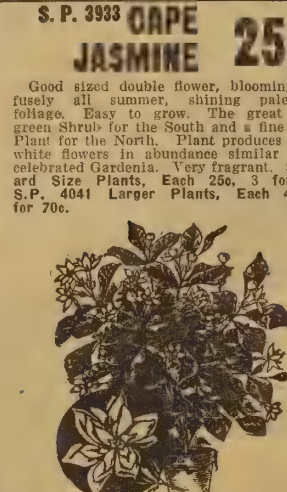 S. P. 3933 CAPE
JASMINE 25
Good sized double flower, bloomin
fusely all summer, shining pale
foliage. Easy to grow. The great
green Shrub for the South and a fine
Plant for the North. Plant produces
white flowers in abundance similar
celebrated Gardenia. Very fragrant.
ard Size Plants, Each 25c, 3 fo
S.P. 4041 Larger Plants, Each 4
for 70c.